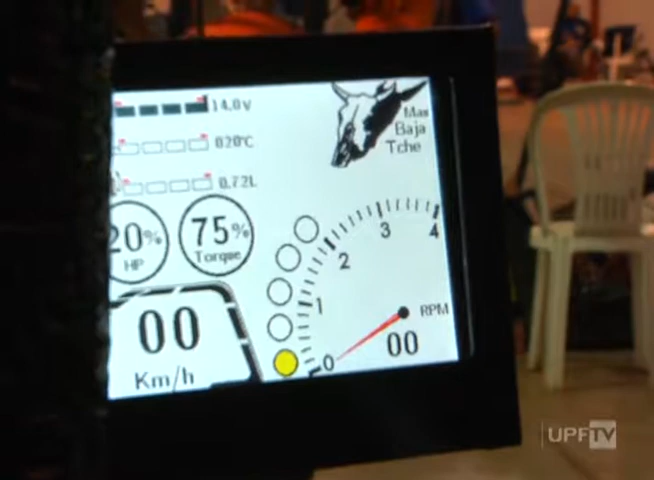 14.0V
Mas
Baja
Tche
020°C
0.72L
20%
HP
75%
Torque
0
1
2
3
4
RPM
00
00
Km/h
UPFTV